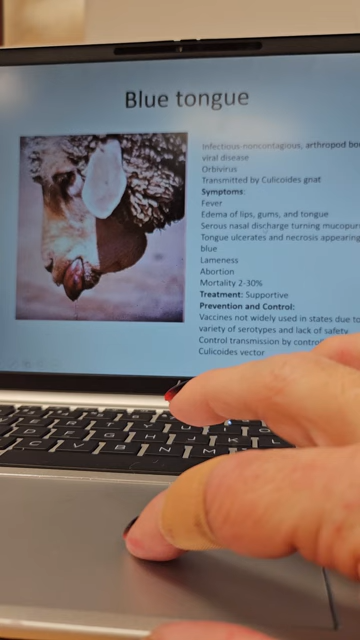 Blue tongue
Infectious-noncontagious, arthropod
viral disease
Orbivirus
Transmitted by Culicoides gnat
Symptoms:
Fever
Edema of lips, gums, and tongue
Serous nasal discharge turning
Tongue ulcerates and necrosis appearing
blue
Lameness
Abortion
Mortality 2-30%
Treatment: Supportive
Prevention and Control:
Vaccines not widely used in states due to
variety of serotypes and lack of safety
Control transmission by
Culicoides vector